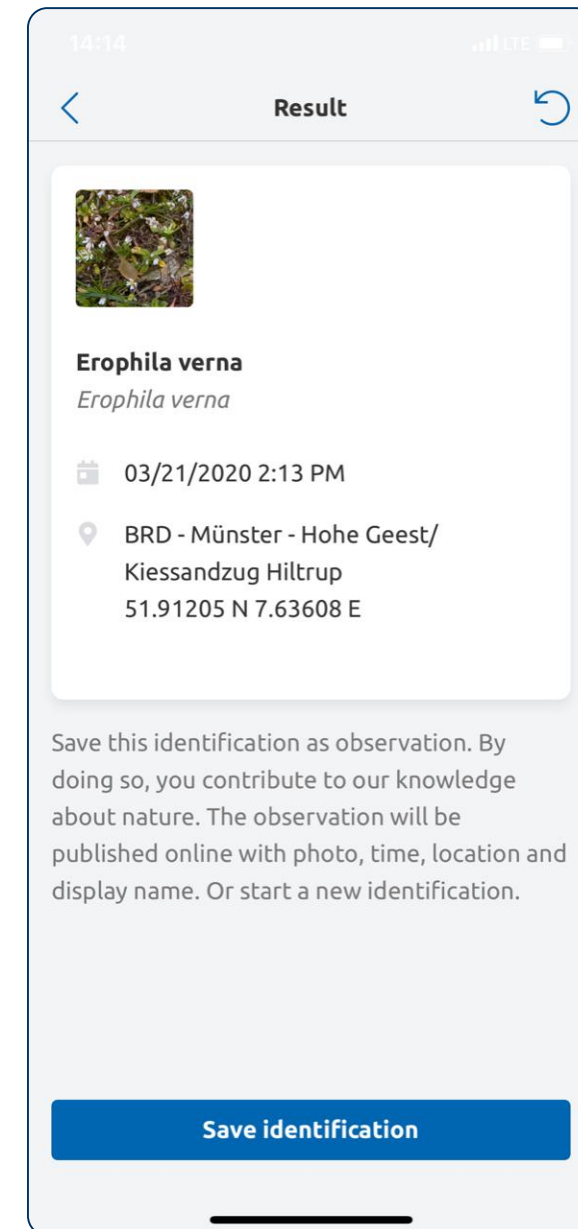 14:14 LTE
Result
Erophila verna
Erophila verna
03/21/2020 2:13 PM
BRD - Münster - Hohe Geest/
Kiessandzug Hiltrup
51.91205 N 7.63608 E
Save this identification as observation. By
doing so, you contribute to our knowledge
about nature. The observation will be
published online with photo, time, location and
display name. Or start a new identification.
Save identification